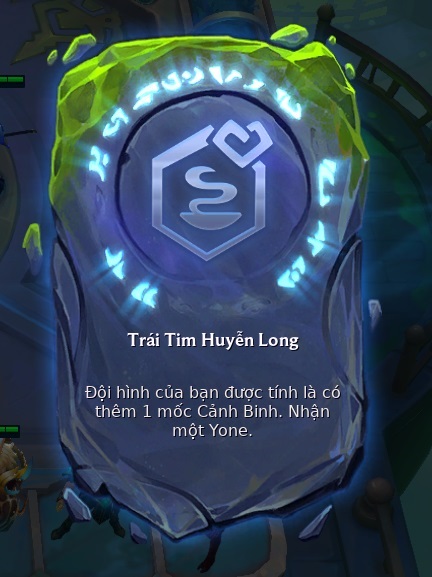 Trái Tim Huyễn Long
Đội hình của bạn được tính là có
thêm 1 mốc Cảnh Binh. Nhận
một Yone.